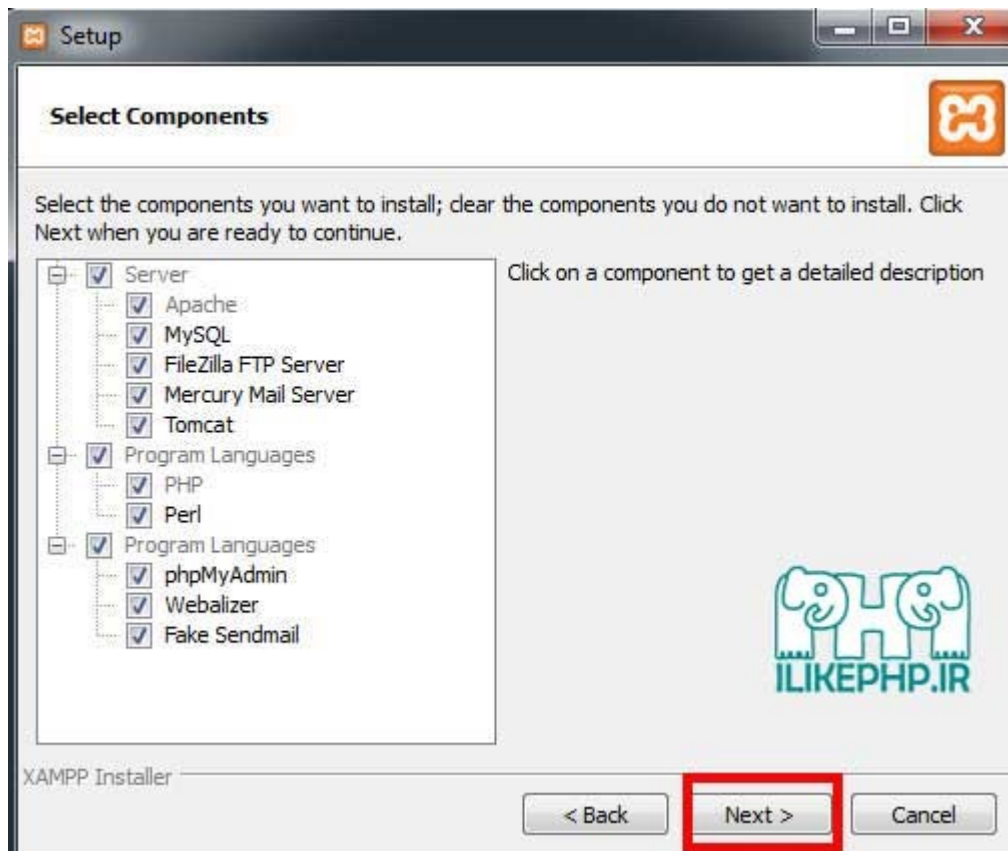 Setup
Select Components
Select the components you want to install; clear the components you do not want to install. Click
Next when you are ready to continue.
Server
Apache
MySQL
FileZilla FTP Server
Mercury Mail Server
Tomcat
Program Languages
PHP
Perl
Program Languages
phpMyAdmin
Webalizer
Fake Sendmail
Click on a component to get a detailed description
ILIKEPHP.IR
XAMPP Installer
< Back
Next >
Cancel